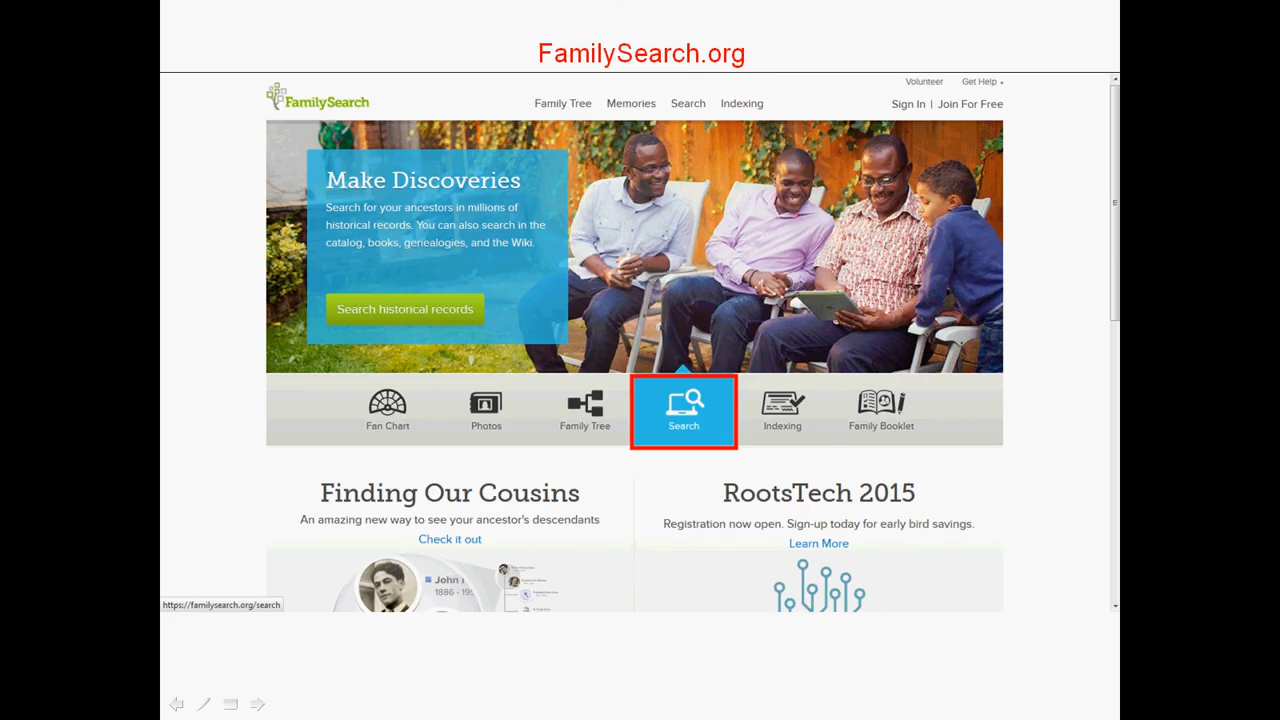 FamilySearch.org
Volunteer Get Help
FamilySearch
Family Tree Memories Search Indexing
Sign In | Join For Free
Make Discoveries
Search for your ancestors in millions of
historical records. You can also search in the
catalog, books, genealogies, and the Wiki.
Search historical records
Fan Chart Photos Family Tree Search Indexing Family Booklet
Finding Our Cousins
An amazing new way to see your ancestor's descendants
Check it out
RootsTech 2015
Registration now open. Sign-up today for early bird savings.
Learn More
John
1886 - 19
https://familysearch.org/search